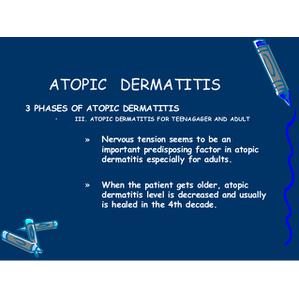 ATOPIC DERMATITIS
3 PHASES OF ATOPIC DERMATITIS
• III. ATOPIC DERMATITIS FOR TEENAGAGER AND ADULT
» Nervous tension seems to be an
important predisposing factor in atopic
dermatitis especially for adults.
» When the patient gets older, atopic
dermatitis level is decreased and usually
is healed in the 4th decade.